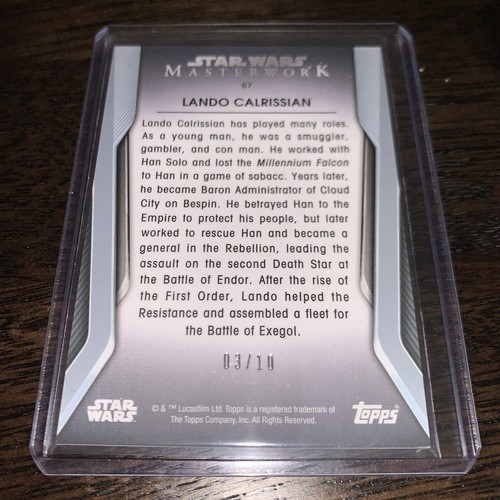 STAR WARS
MASTERWORK
67
LANDO CALRISSIAN
Lando Calrissian has played many roles.
As a young man, he was a smuggler,
gambler, and con man. He worked with
Han Solo and lost the Millennium Falcon
to Han in a game of sabacc. Years later,
he became Baron Administrator of Cloud
City on Bespin. He betrayed Han to the
Empire to protect his people, but later
worked to rescue Han and became a
general in the Rebellion, leading the
assault on the second Death Star at
the Battle of Endor. After the rise of
the First Order, Lando helped the
Resistance and assembled a fleet for
the Battle of Exegol.
03/10
STAR WARS
© & ™ Lucasfilm Ltd. Topps is a registered trademark of
The Topps Company, Inc. All Rights Reserved.
topps